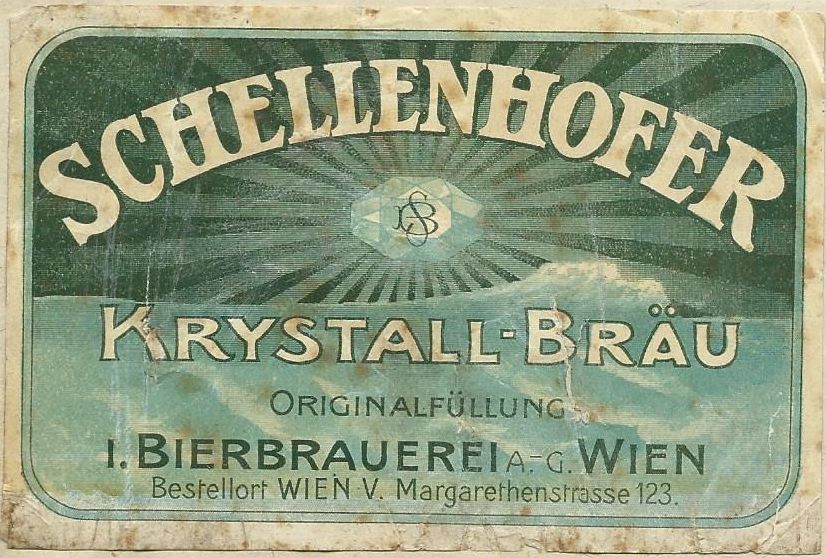 SCHELLENHOFER
KRYSTALL-BRÄU
ORIGINALFÜLLUNG
I. BIERBRAUEREI A.-G. WIEN
Bestellort WIEN V. Margarethenstrasse 123.